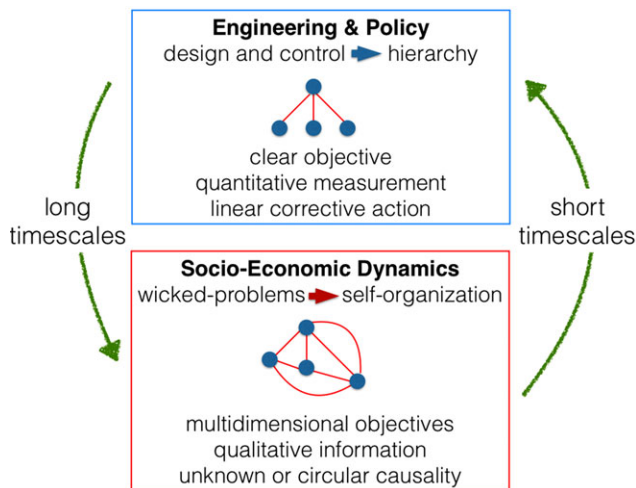 Engineering & Policy
design and control hierarchy
clear objective
quantitative measurement
linear corrective action
long
timescales
short
timescales
Socio-Economic Dynamics
wicked-problems self-organization
multidimensional objectives
qualitative information
unknown or circular causality